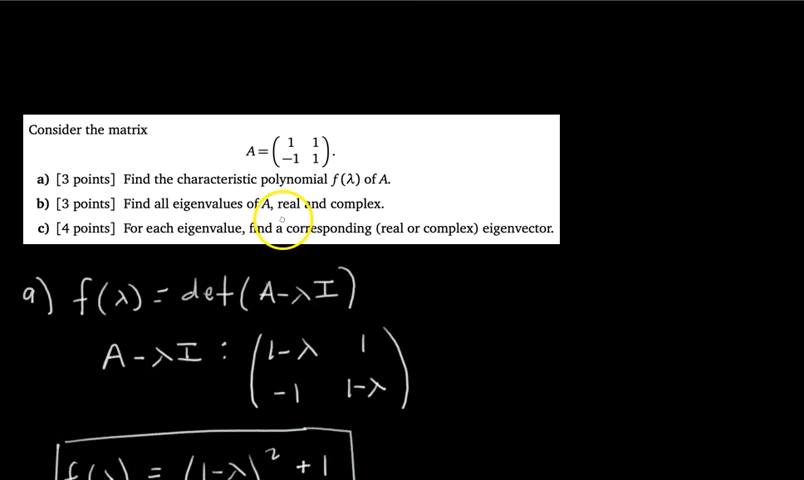 Consider the matrix
A = ( 1 1
−1 1 ).
a) [3 points] Find the characteristic polynomial f(λ) of A.
b) [3 points] Find all eigenvalues of A, real and complex.
c) [4 points] For each eigenvalue, find a corresponding (real or complex) eigenvector.
a) f(λ) = det(A-λI)
A-λI : ( 1-λ 1
-1 1-λ )
f(λ) = (1-λ)² + 1